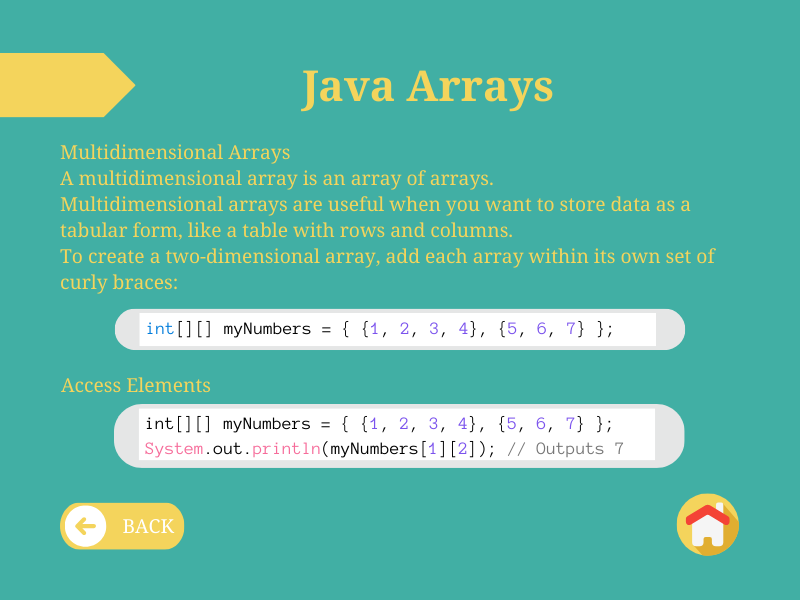 Java Arrays
Multidimensional Arrays
A multidimensional array is an array of arrays.
Multidimensional arrays are useful when you want to store data as a
tabular form, like a table with rows and columns.
To create a two-dimensional array, add each array within its own set of
curly braces:
int[][] myNumbers = { {1, 2, 3, 4}, {5, 6, 7} };
Access Elements
int[][] myNumbers = { {1, 2, 3, 4}, {5, 6, 7} };
System.out.println(myNumbers[1][2]); // Outputs 7
BACK